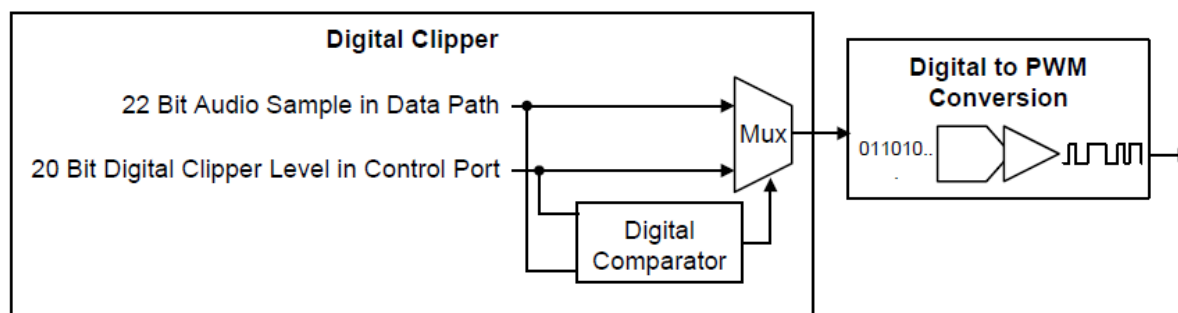 Digital Clipper
22 Bit Audio Sample in Data Path
20 Bit Digital Clipper Level in Control Port
Mux
Digital
Comparator
Digital to PWM
Conversion
011010..
.